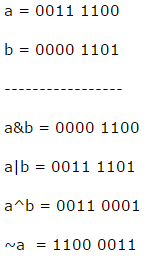 a = 0011 1100
b = 0000 1101
-----------------
a&b = 0000 1100
a|b = 0011 1101
a^b = 0011 0001
~a  = 1100 0011